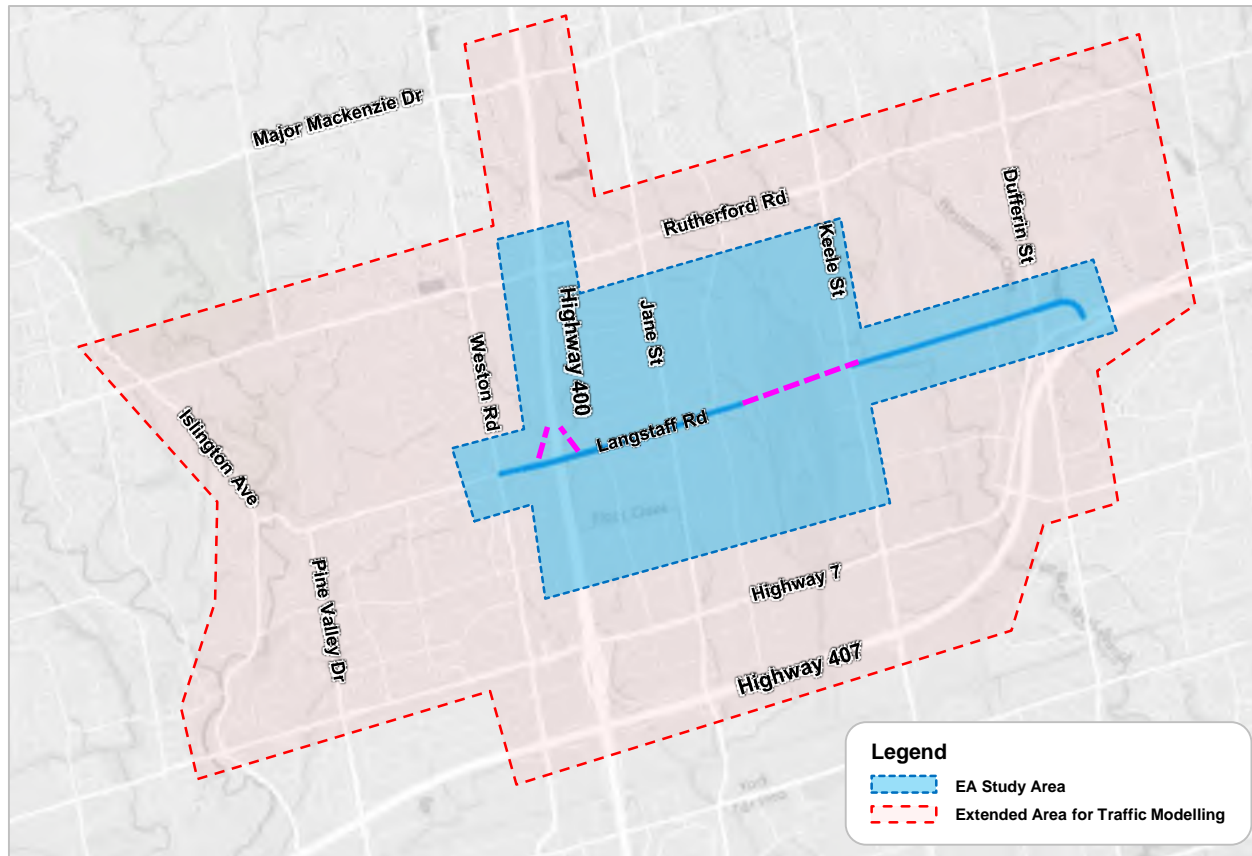 Major Mackenzie Dr
Rutherford Rd
Dufferin St
Keele St
Highway 400
Jane St
Weston Rd
Langstaff Rd
Islington Ave
Pine Valley Dr
Highway 7
Highway 407
Legend
EA Study Area
Extended Area for Traffic Modelling